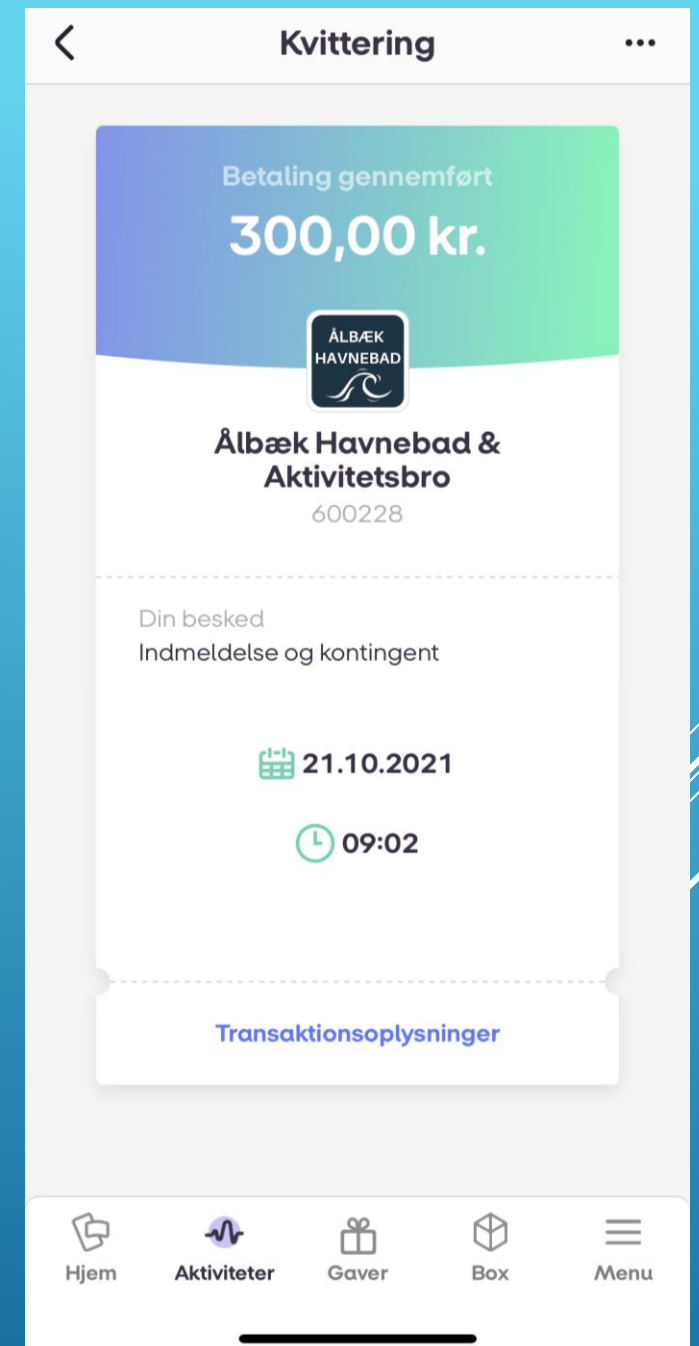 Kvittering
Betaling gennemført
300,00 kr.
ÅLBÆK
HAVNEBAD
Ålbæk Havnebad &
Aktivitetsbro
600228
Din besked
Indmeldelse og kontingent
21.10.2021
09:02
Transaktionsoplysninger
Hjem Aktiviteter Gaver Box Menu